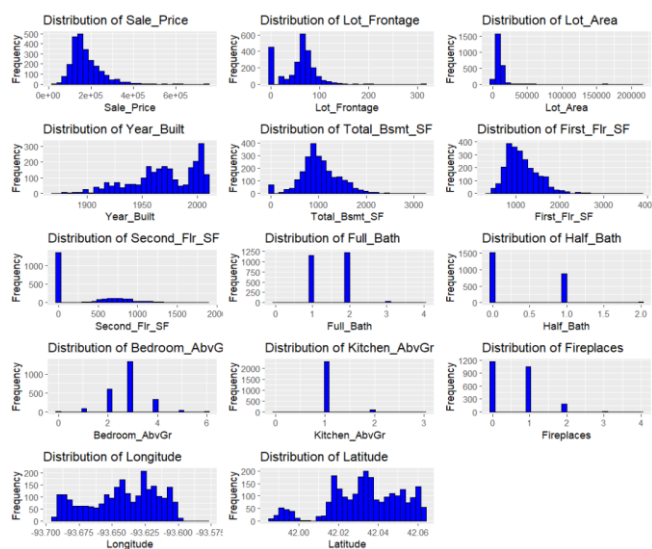 Distribution of Sale_Price
Frequency
500
400
300
200
100
0
0e+00 2e+05 4e+05 6e+05
Sale_Price
Distribution of Lot_Frontage
Frequency
600
400
200
0
0 100 200 300
Lot_Frontage
Distribution of Lot_Area
Frequency
1500
1000
500
0
0 50000 100000 150000 200000
Lot_Area
Distribution of Year_Built
Frequency
300
200
100
0
1900 1950 2000
Year_Built
Distribution of Total_Bsmt_SF
Frequency
400
300
200
100
0
0 1000 2000 3000
Total_Bsmt_SF
Distribution of First_Flr_SF
Frequency
400
300
200
100
0
1000 2000 3000 4000
First_Flr_SF
Distribution of Second_Flr_SF
Frequency
1000
500
0
0 500 1000 1500 2000
Second_Flr_SF
Distribution of Full_Bath
Frequency
1250
1000
750
500
250
0
0 1 2 3 4
Full_Bath
Distribution of Half_Bath
Frequency
1500
1000
500
0
0.0 0.5 1.0 1.5 2.0
Half_Bath
Distribution of Bedroom_AbvG
Frequency
1000
500
0
0 2 4 6
Bedroom_AbvGr
Distribution of Kitchen_AbvGr
Frequency
2000
1500
1000
500
0
0 1 2 3
Kitchen_AbvGr
Distribution of Fireplaces
Frequency
1200
900
600
300
0
0 1 2 3 4
Fireplaces
Distribution of Longitude
Frequency
200
150
100
50
0
-93.700 -93.675 -93.650 -93.625 -93.600 -93.575
Longitude
Distribution of Latitude
Frequency
200
150
100
50
0
42.00 42.02 42.04 42.06
Latitude